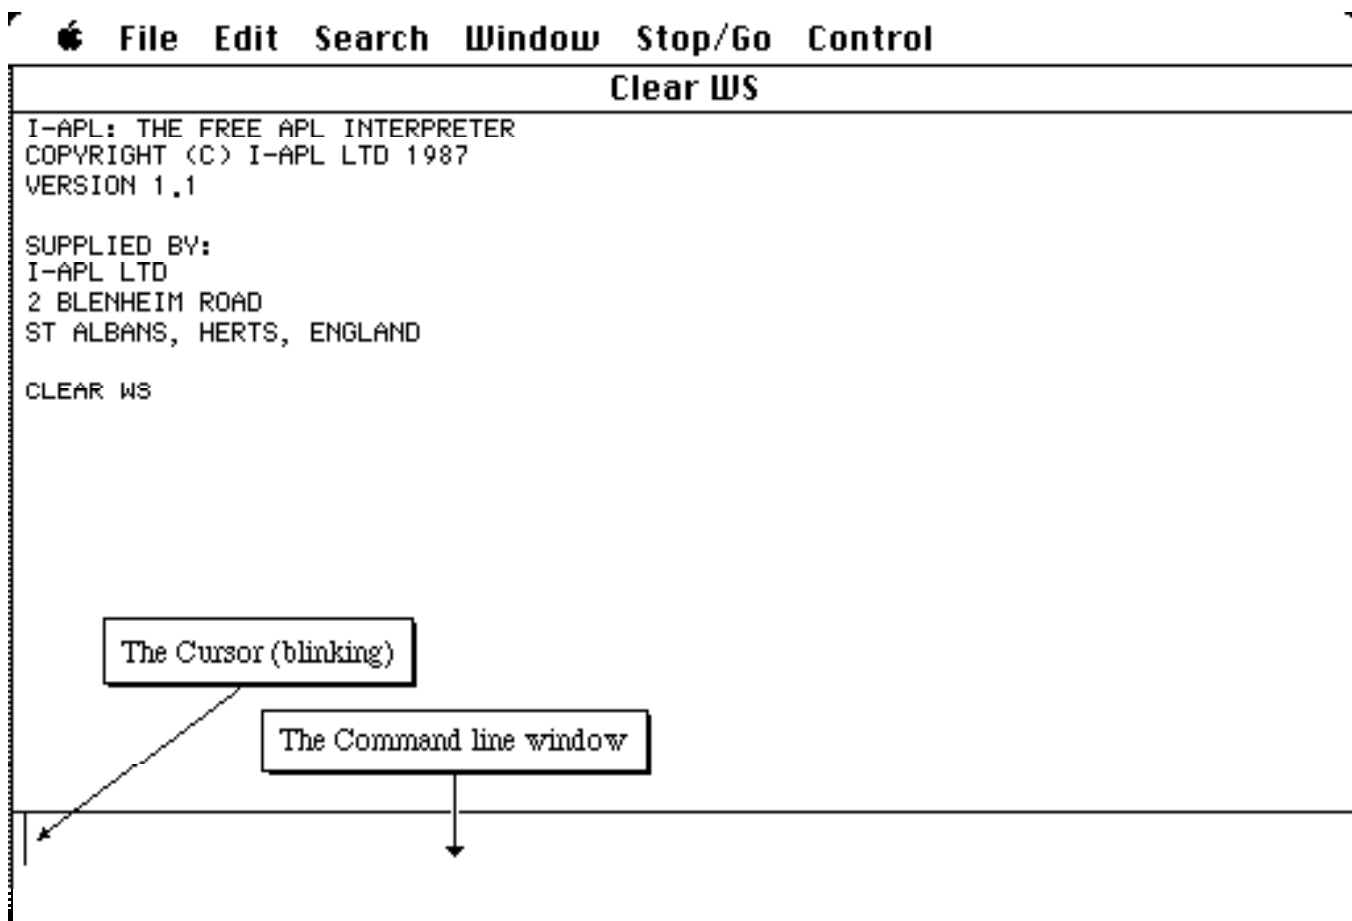 File Edit Search Window Stop/Go Control
Clear WS
I-APL: THE FREE APL INTERPRETER
COPYRIGHT (C) I-APL LTD 1987
VERSION 1.1
SUPPLIED BY:
I-APL LTD
2 BLENHEIM ROAD
ST ALBANS, HERTS, ENGLAND
CLEAR WS
The Cursor (blinking)
The Command line window